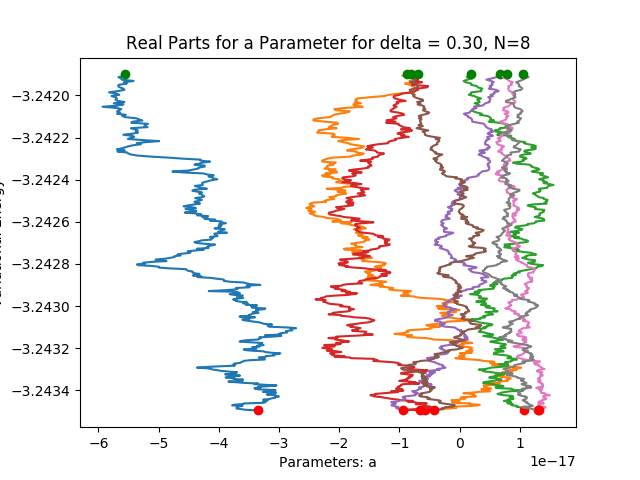 Real Parts for a Parameter for delta = 0.30, N=8
−3.2420
−3.2422
−3.2424
−3.2426
−3.2428
−3.2430
−3.2432
−3.2434
−6 −5 −4 −3 −2 −1 0 1
1e−17
Parameters: a